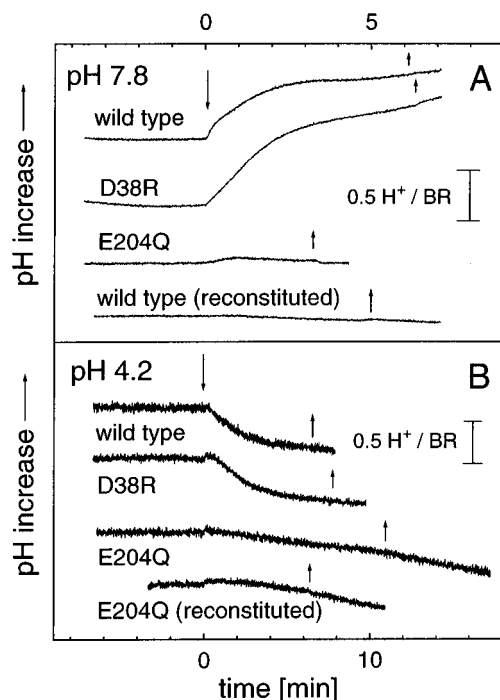 0 5
pH 7.8
A
wild type
D38R
0.5 H⁺ / BR
E204Q
wild type (reconstituted)
pH increase
pH 4.2
B
wild type
0.5 H⁺ / BR
D38R
E204Q
E204Q (reconstituted)
pH increase
0 10
time [min]